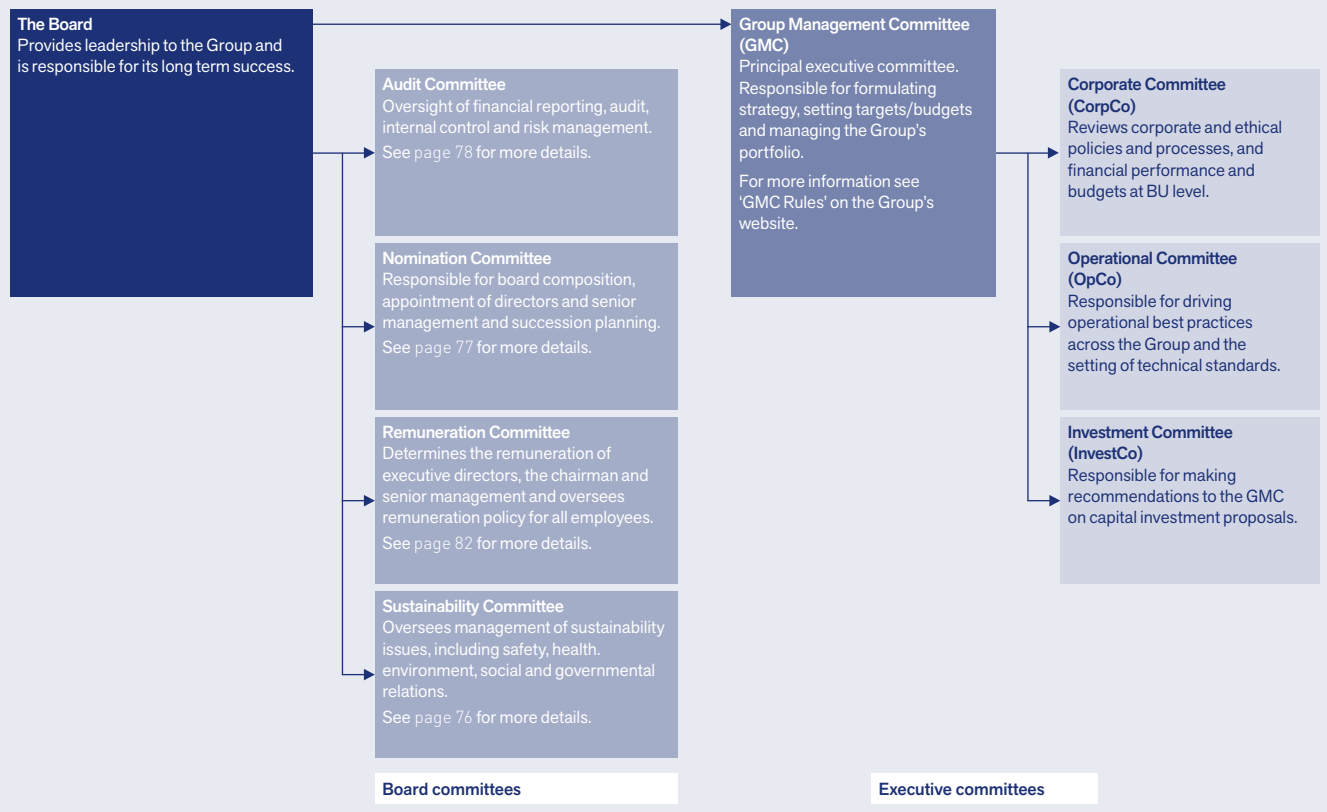 The Board
Provides leadership to the Group and
is responsible for its long term success.
Audit Committee
Oversight of financial reporting, audit,
internal control and risk management.
See page 78 for more details.
Nomination Committee
Responsible for board composition,
appointment of directors and senior
management and succession planning.
See page 77 for more details.
Remuneration Committee
Determines the remuneration of
executive directors, the chairman and
senior management and oversees
remuneration policy for all employees.
See page 82 for more details.
Sustainability Committee
Oversees management of sustainability
issues, including safety, health.
environment, social and governmental
relations.
See page 76 for more details.
Board committees
Group Management Committee
(GMC)
Principal executive committee.
Responsible for formulating
strategy, setting targets/budgets
and managing the Group’s
portfolio.
For more information see
‘GMC Rules’ on the Group’s
website.
Corporate Committee
(CorpCo)
Reviews corporate and ethical
policies and processes, and
financial performance and
budgets at BU level.
Operational Committee
(OpCo)
Responsible for driving
operational best practices
across the Group and the
setting of technical standards.
Investment Committee
(InvestCo)
Responsible for making
recommendations to the GMC
on capital investment proposals.
Executive committees